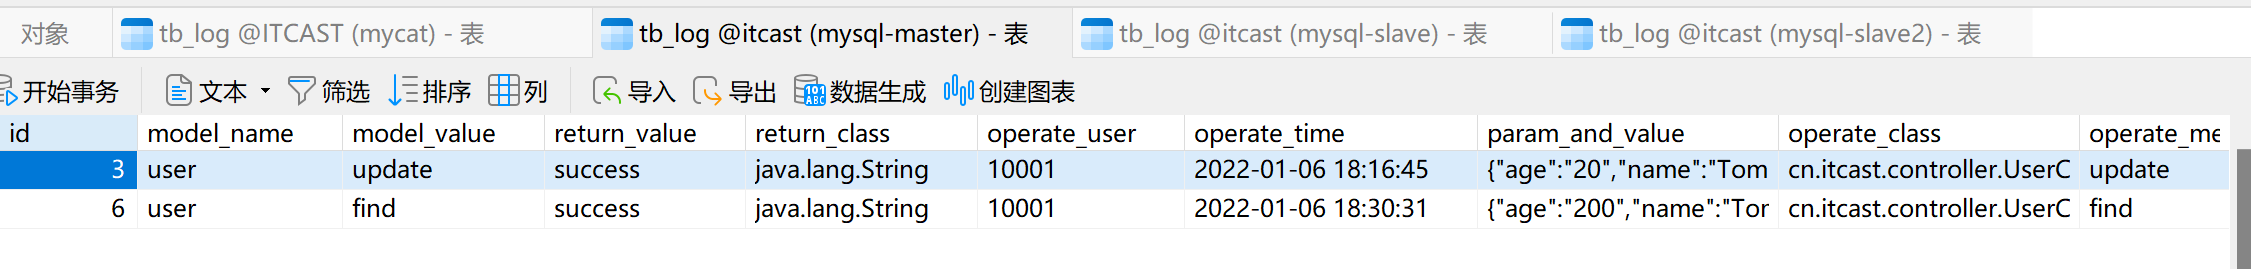 对象 tb_log @ITCAST (mycat) - 表 tb_log @itcast (mysql-master) - 表 tb_log @itcast (mysql-slave) - 表 tb_log @itcast (mysql-slave2) - 表
开始事务 文本 筛选 排序 列 导入 导出 数据生成 创建图表
id model_name model_value return_value return_class operate_user operate_time param_and_value operate_class operate_me
3 user update success java.lang.String 10001 2022-01-06 18:16:45 {"age":"20","name":"Tom cn.itcast.controller.UserC update
6 user find success java.lang.String 10001 2022-01-06 18:30:31 {"age":"200","name":"Tor cn.itcast.controller.UserC find